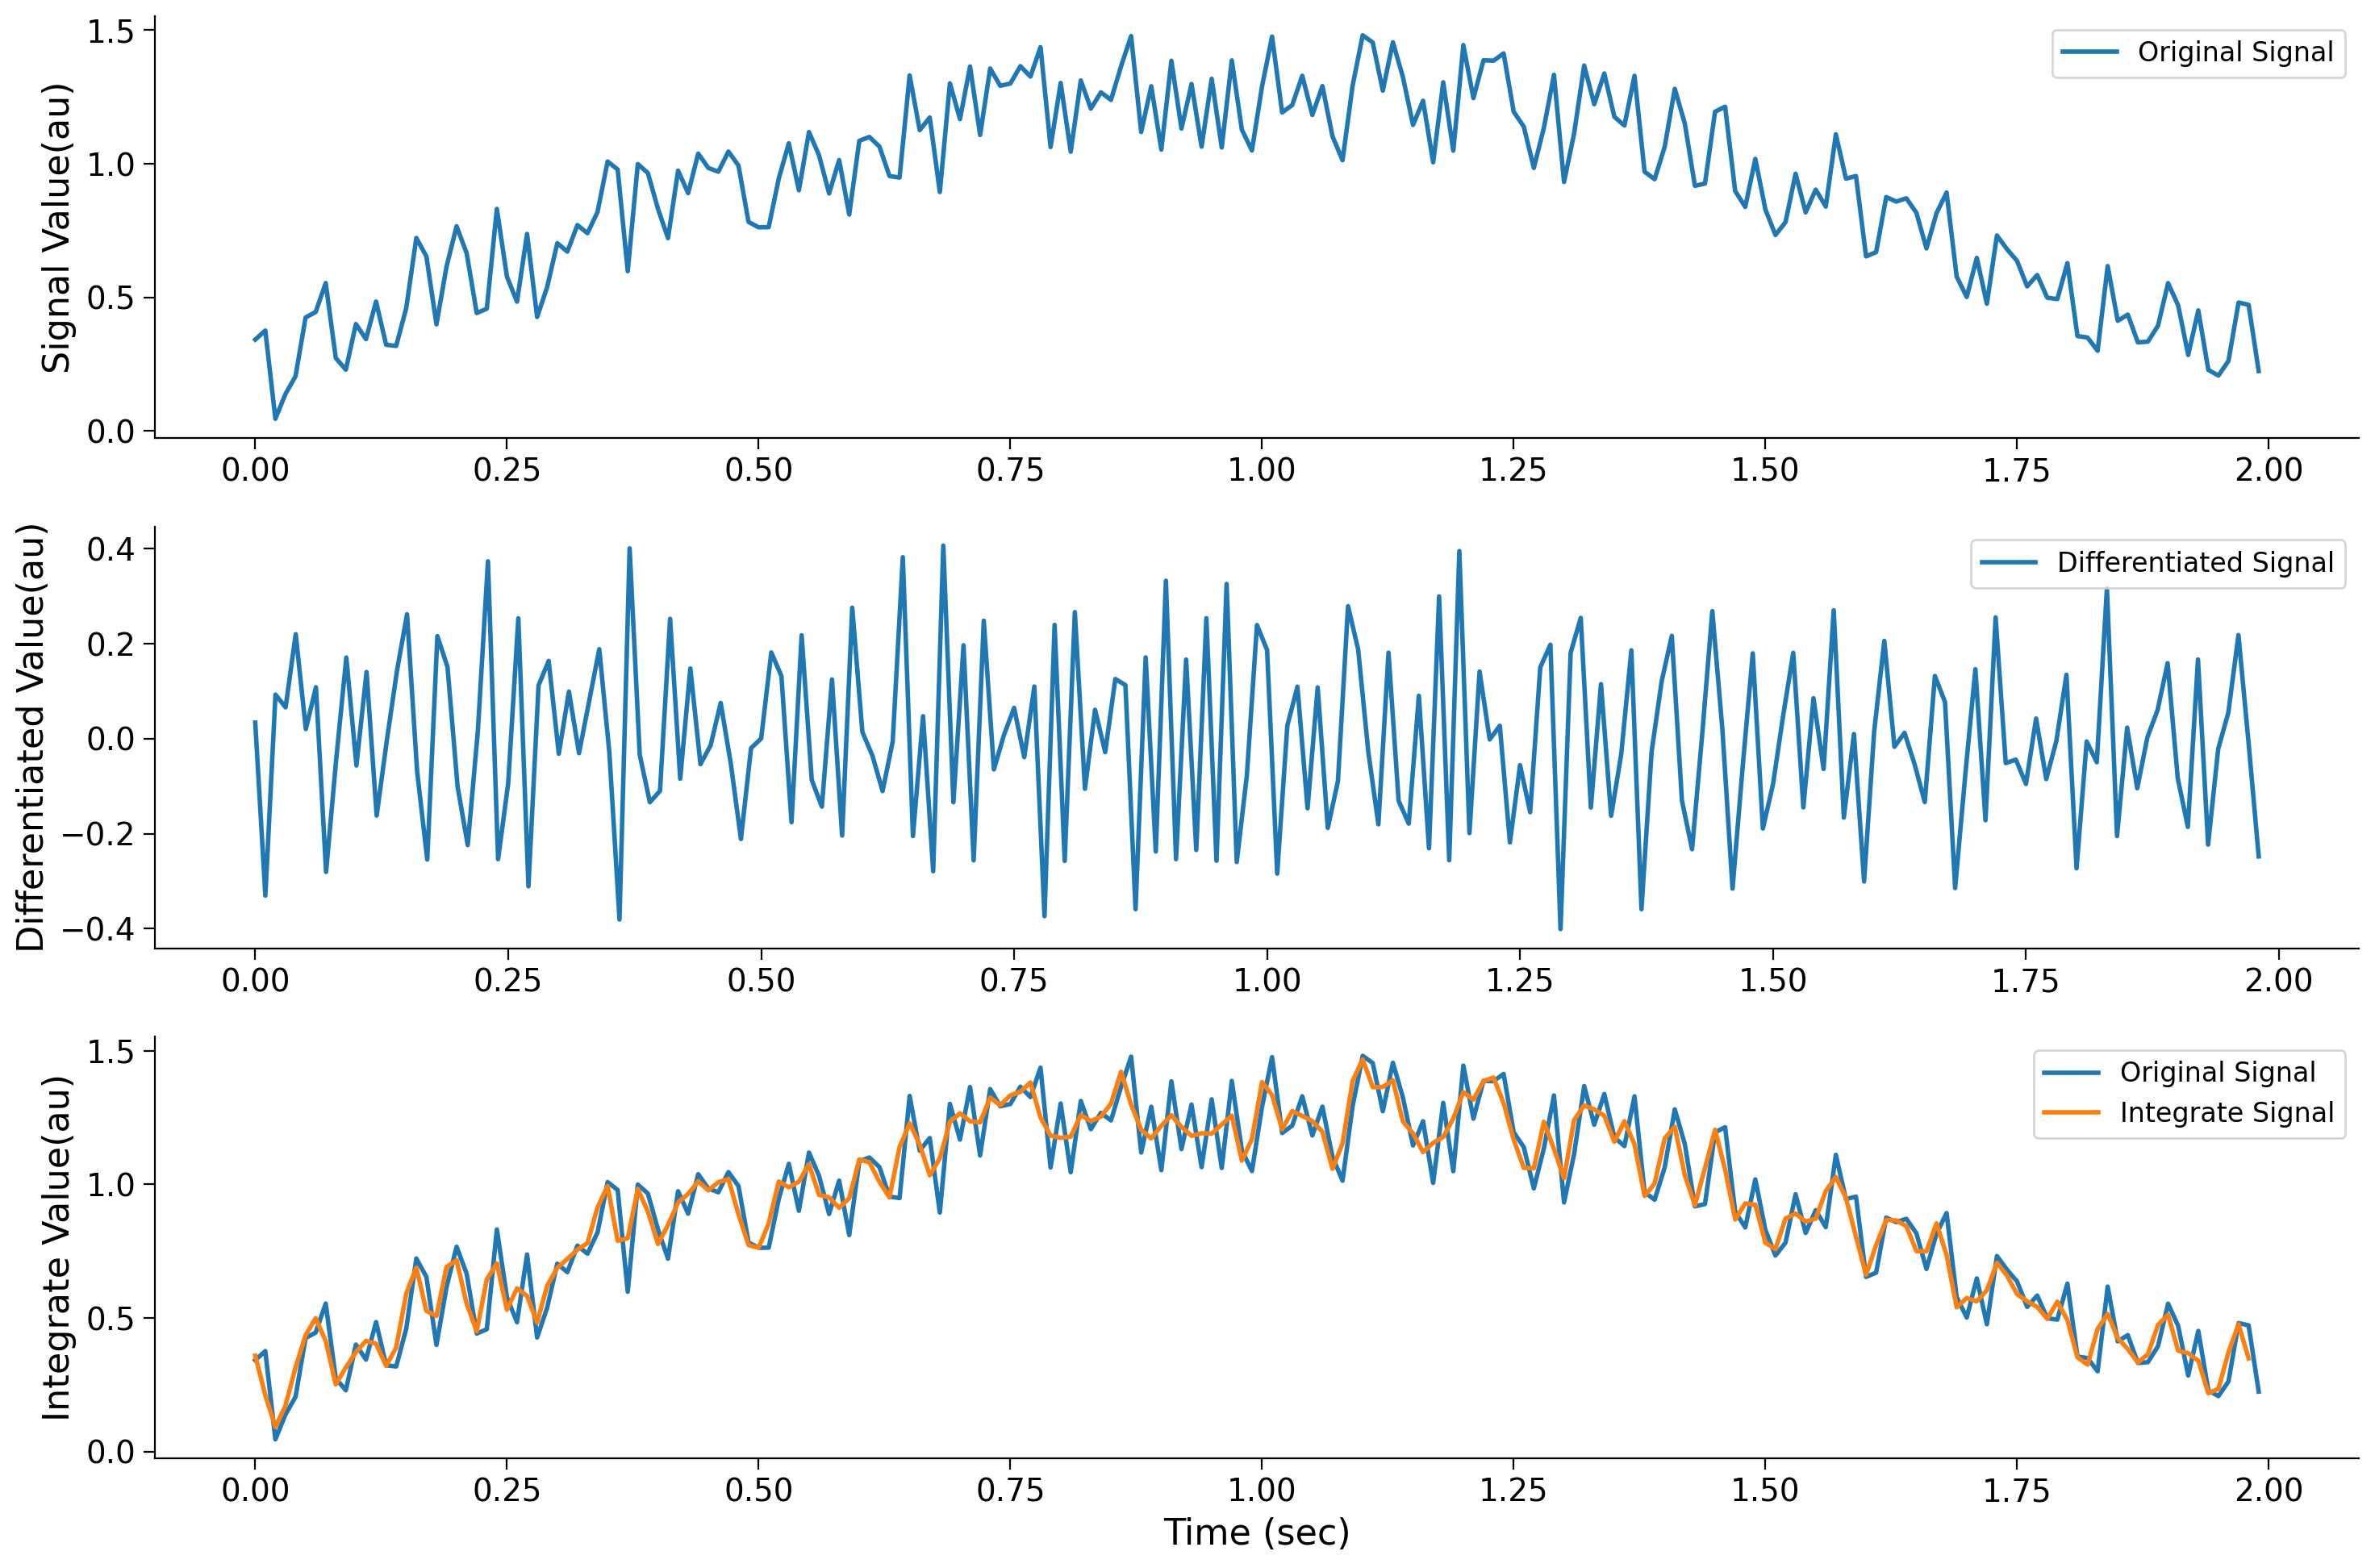 Signal Value(au)
1.5
1.0
0.5
0.0
Original Signal
0.00 0.25 0.50 0.75 1.00 1.25 1.50 1.75 2.00
Differentiated Value(au)
0.4
0.2
0.0
−0.2
−0.4
Differentiated Signal
0.00 0.25 0.50 0.75 1.00 1.25 1.50 1.75 2.00
Integrate Value(au)
1.5
1.0
0.5
0.0
Original Signal
Integrate Signal
0.00 0.25 0.50 0.75 1.00 1.25 1.50 1.75 2.00
Time (sec)